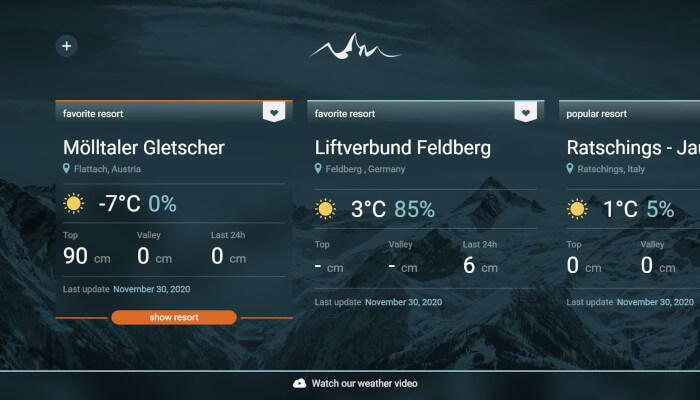 favorite resort
Mölltaler Gletscher
Flattach, Austria
-7°C 0%
Top Valley Last 24h
90 cm 0 cm 0 cm
Last update November 30, 2020
show resort
favorite resort
Liftverbund Feldberg
Feldberg , Germany
3°C 85%
Top Valley Last 24h
- cm - cm 6 cm
Last update November 30, 2020
popular resort
Ratschings - Jau
Ratschings, Italy
1°C 5%
Top Valley
0 cm 0 cm
Last update November 30, 2020
Watch our weather video